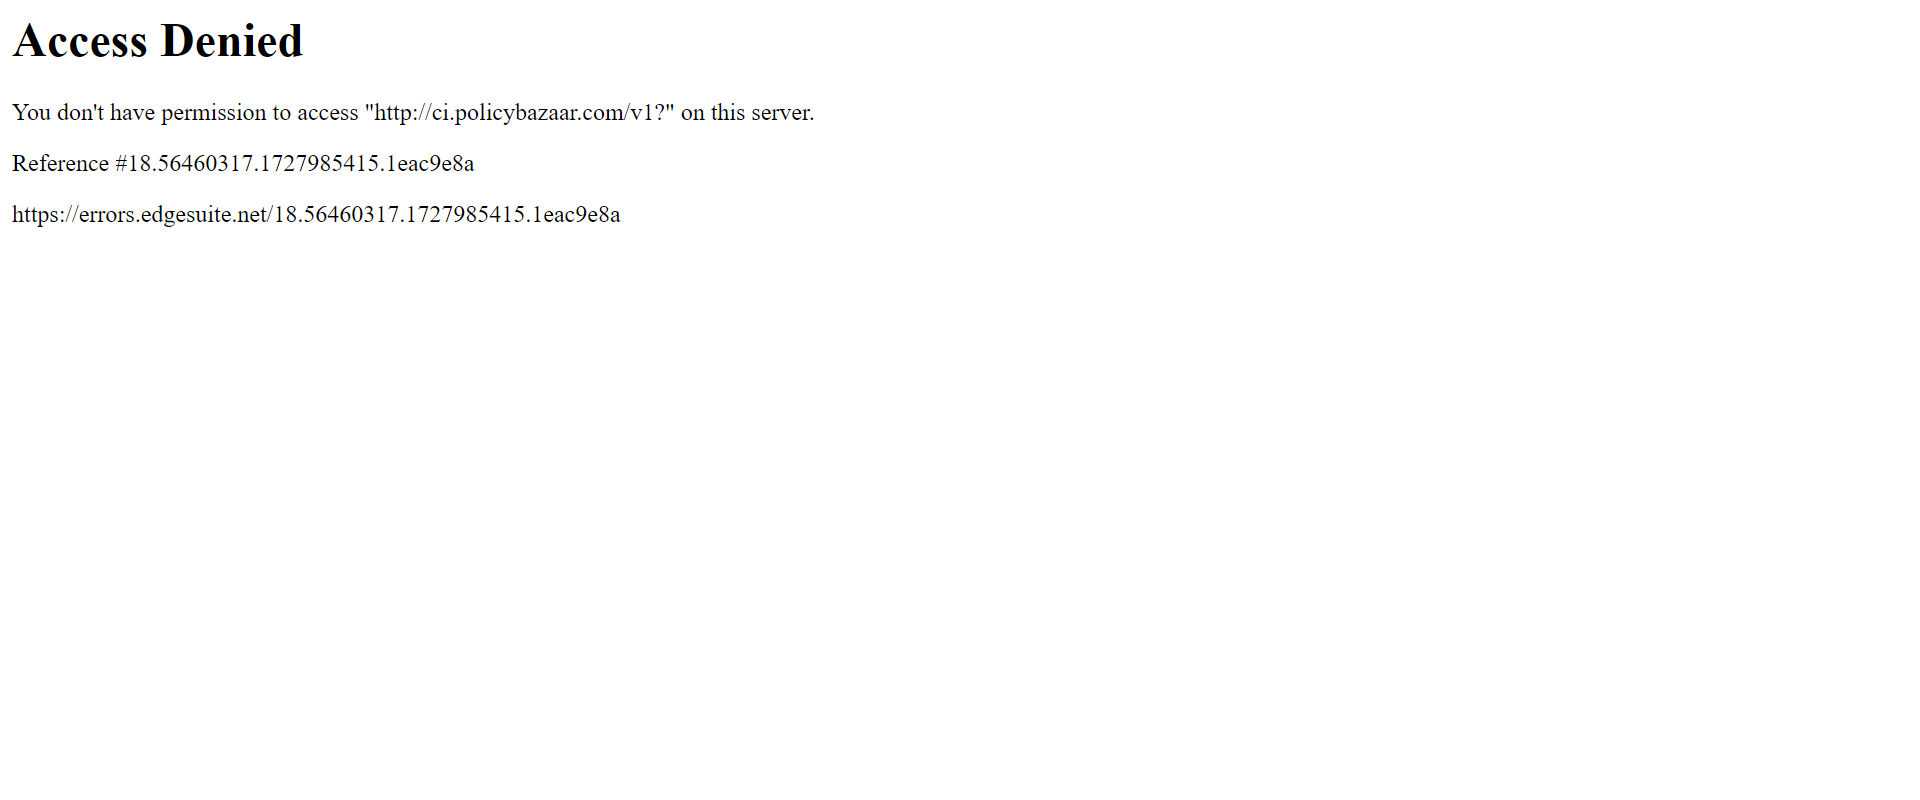 Access Denied
You don't have permission to access "http://ci.policybazaar.com/v1?" on this server.
Reference #18.56460317.1727985415.1eac9e8a
https://errors.edgesuite.net/18.56460317.1727985415.1eac9e8a